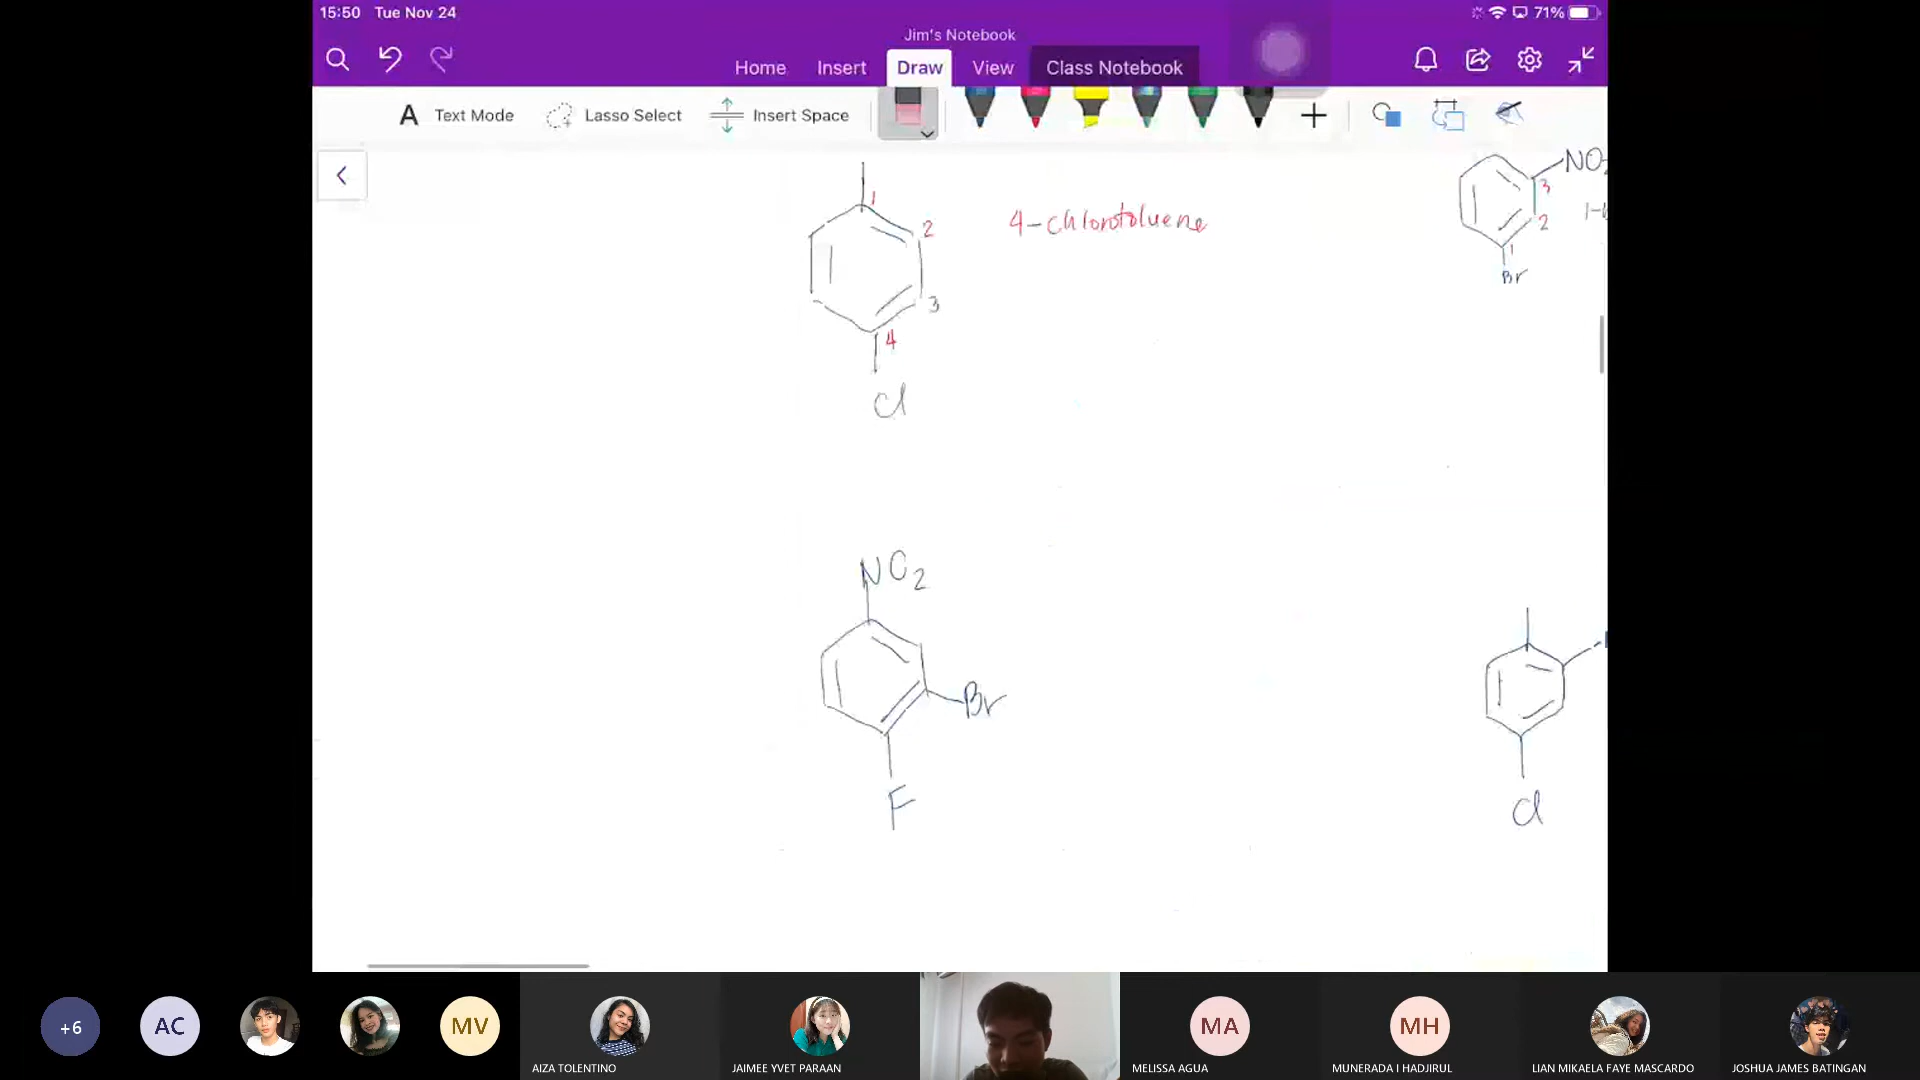 15:50 Tue Nov 24
71%
Jim's Notebook
Home Insert Draw View Class Notebook
A Text Mode Lasso Select Insert Space
1
2
3
4
Cl
4-chlorotoluene
NO2
3
2
1
Br
1-
NO2
Br
F
Cl
+6 AC MV MA MH
AIZA TOLENTINO JAIMEE YVET PARAAN MELISSA AGUA MUNERADA I HADJIRUL LIAN MIKAELA FAYE MASCARDO JOSHUA JAMES BATINGAN